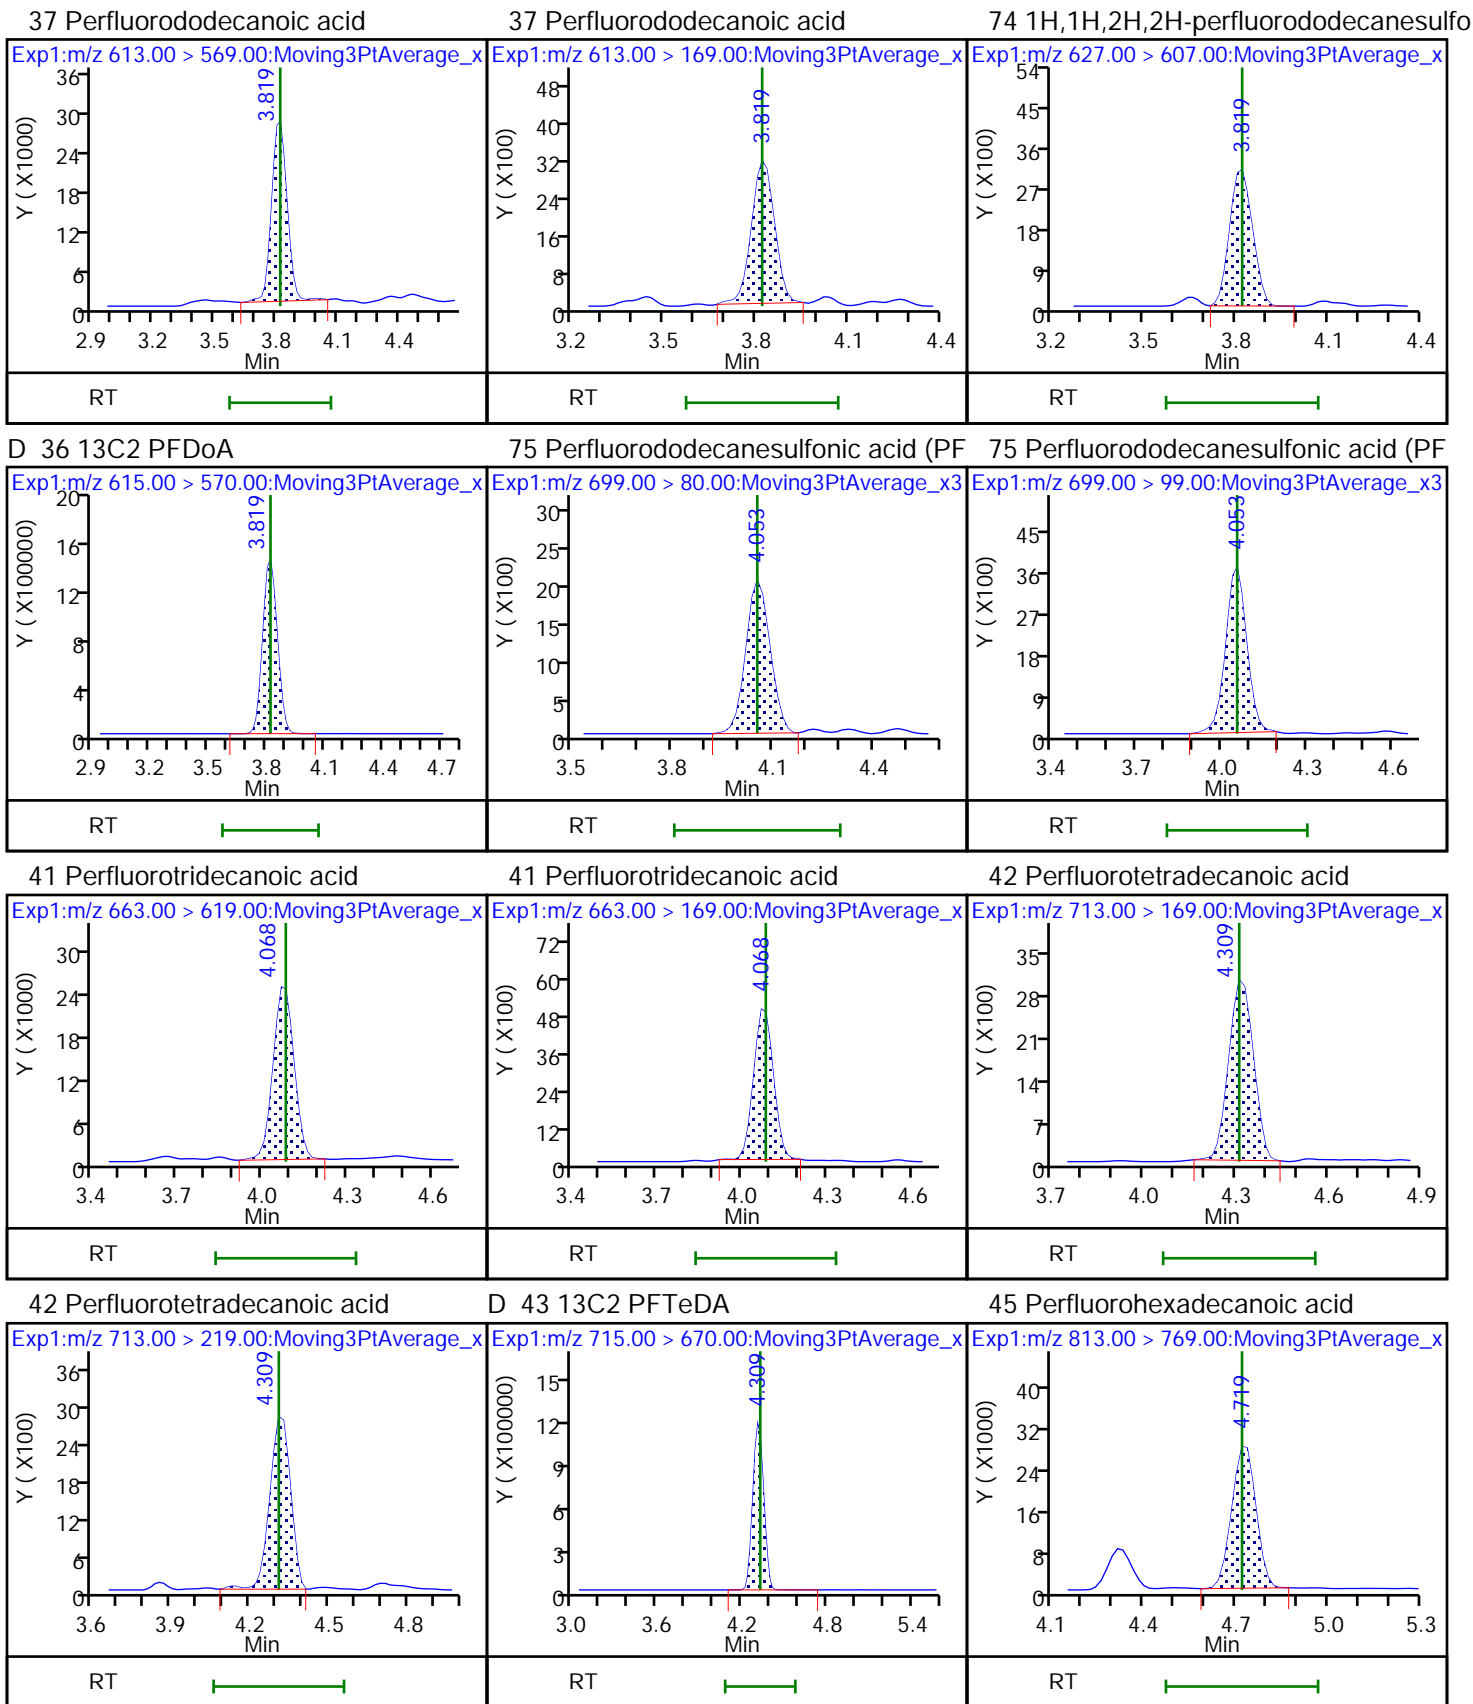 37 Perfluorododecanoic acid
Exp1:m/z 613.00 > 569.00:Moving3PtAverage_x
Y ( X1000)
36
30
24
18
12
6
0
3.819
2.9 3.2 3.5 3.8 4.1 4.4
Min
RT
37 Perfluorododecanoic acid
Exp1:m/z 613.00 > 169.00:Moving3PtAverage_x
Y ( X100)
48
40
32
24
16
8
0
3.819
3.2 3.5 3.8 4.1 4.4
Min
RT
74 1H,1H,2H,2H-perfluorododecanesulfo
Exp1:m/z 627.00 > 607.00:Moving3PtAverage_x
Y ( X100)
54
45
36
27
18
9
0
3.819
3.2 3.5 3.8 4.1 4.4
Min
RT
D 36 13C2 PFDoA
Exp1:m/z 615.00 > 570.00:Moving3PtAverage_x
Y ( X100000)
20
16
12
8
4
0
3.819
2.9 3.2 3.5 3.8 4.1 4.4 4.7
Min
RT
75 Perfluorododecanesulfonic acid (PF
Exp1:m/z 699.00 > 80.00:Moving3PtAverage_x3
Y ( X100)
30
25
20
15
10
5
0
4.053
3.5 3.8 4.1 4.4
Min
RT
75 Perfluorododecanesulfonic acid (PF
Exp1:m/z 699.00 > 99.00:Moving3PtAverage_x3
Y ( X100)
45
36
27
18
9
0
4.053
3.4 3.7 4.0 4.3 4.6
Min
RT
41 Perfluorotridecanoic acid
Exp1:m/z 663.00 > 619.00:Moving3PtAverage_x
Y ( X1000)
30
24
18
12
6
0
4.068
3.4 3.7 4.0 4.3 4.6
Min
RT
41 Perfluorotridecanoic acid
Exp1:m/z 663.00 > 169.00:Moving3PtAverage_x
Y ( X100)
72
60
48
36
24
12
0
4.068
3.4 3.7 4.0 4.3 4.6
Min
RT
42 Perfluorotetradecanoic acid
Exp1:m/z 713.00 > 169.00:Moving3PtAverage_x
Y ( X100)
35
28
21
14
7
0
4.309
3.7 4.0 4.3 4.6 4.9
Min
RT
42 Perfluorotetradecanoic acid
Exp1:m/z 713.00 > 219.00:Moving3PtAverage_x
Y ( X100)
36
30
24
18
12
6
0
4.309
3.6 3.9 4.2 4.5 4.8
Min
RT
D 43 13C2 PFTeDA
Exp1:m/z 715.00 > 670.00:Moving3PtAverage_x
Y ( X100000)
15
12
9
6
3
0
4.309
3.0 3.6 4.2 4.8 5.4
Min
RT
45 Perfluorohexadecanoic acid
Exp1:m/z 813.00 > 769.00:Moving3PtAverage_x
Y ( X1000)
40
32
24
16
8
0
4.719
4.1 4.4 4.7 5.0 5.3
Min
RT